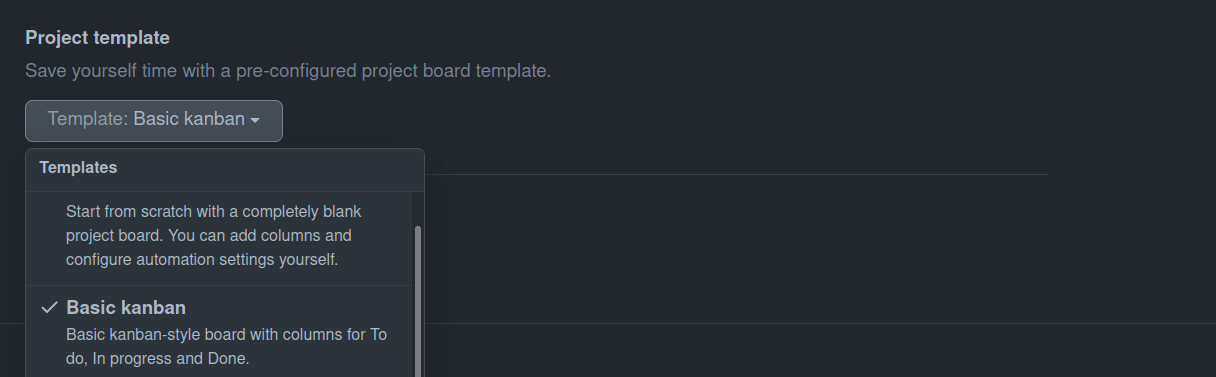 Project template
Save yourself time with a pre-configured project board template.
Template: Basic kanban
Templates
Start from scratch with a completely blank
project board. You can add columns and
configure automation settings yourself.
Basic kanban
Basic kanban-style board with columns for To
do, In progress and Done.